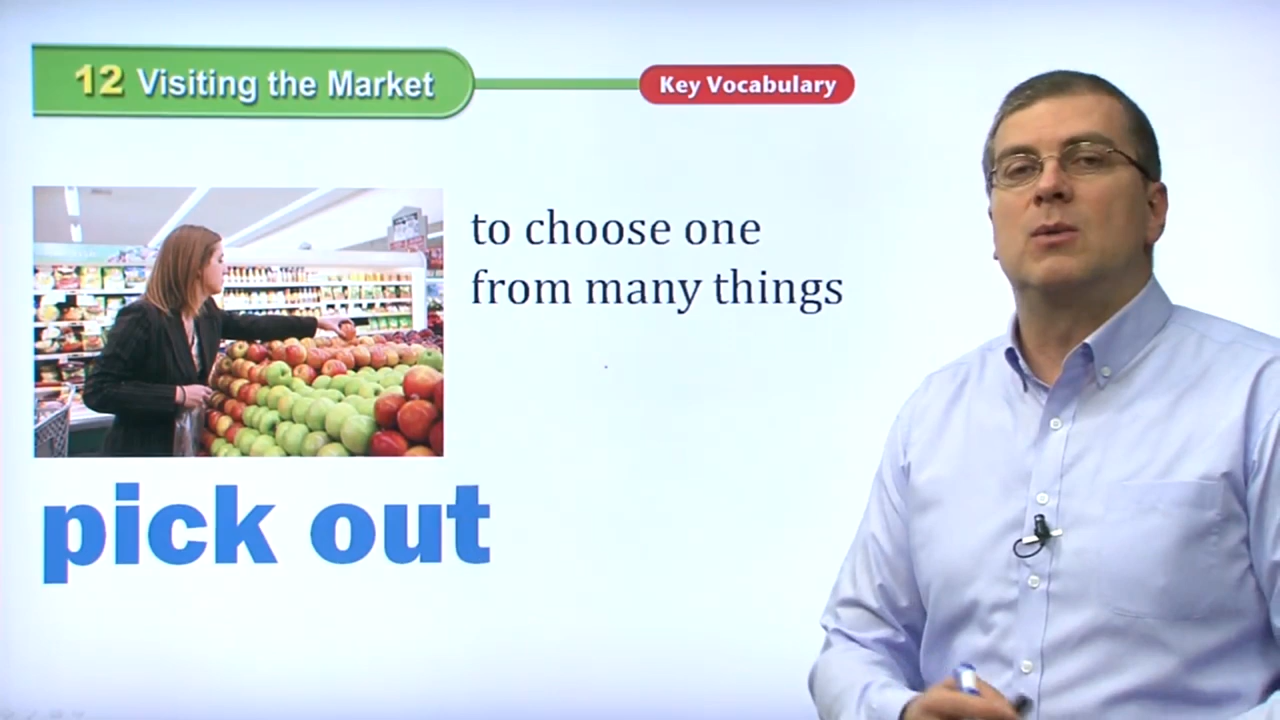 12 Visiting the Market
Key Vocabulary
to choose one
from many things
pick out